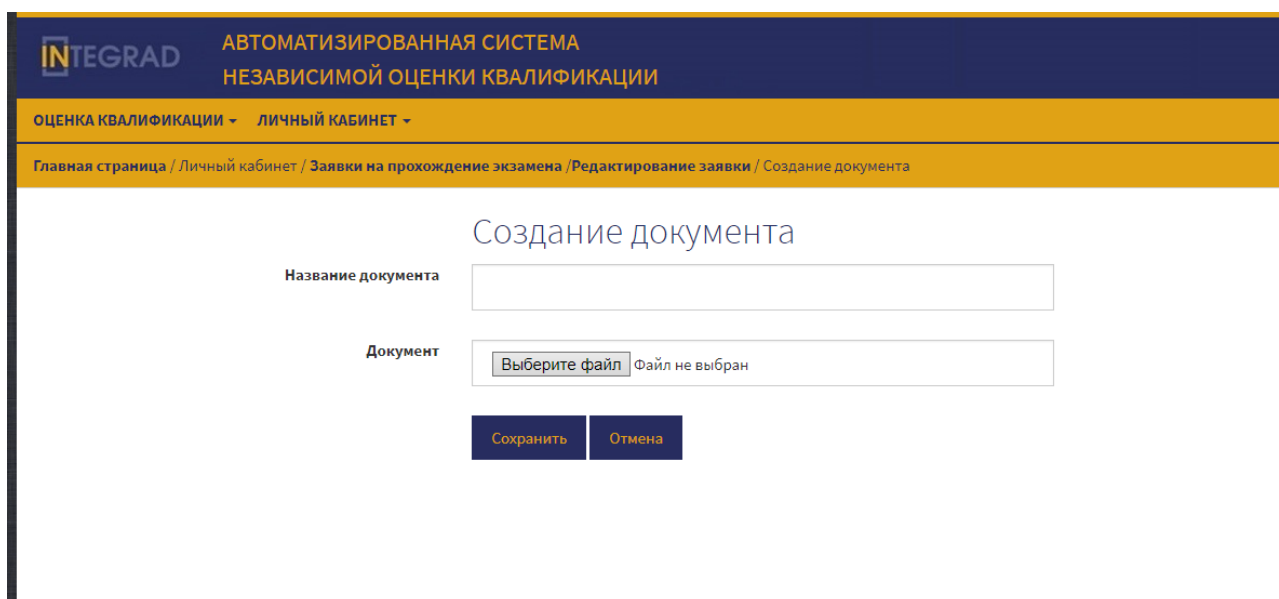 INTEGRAD
АВТОМАТИЗИРОВАННАЯ СИСТЕМА
НЕЗАВИСИМОЙ ОЦЕНКИ КВАЛИФИКАЦИИ
ОЦЕНКА КВАЛИФИКАЦИИ ЛИЧНЫЙ КАБИНЕТ
Главная страница / Личный кабинет / Заявки на прохождение экзамена /Редактирование заявки / Создание документа
Создание документа
Название документа
Документ
Выберите файл Файл не выбран
Сохранить Отмена